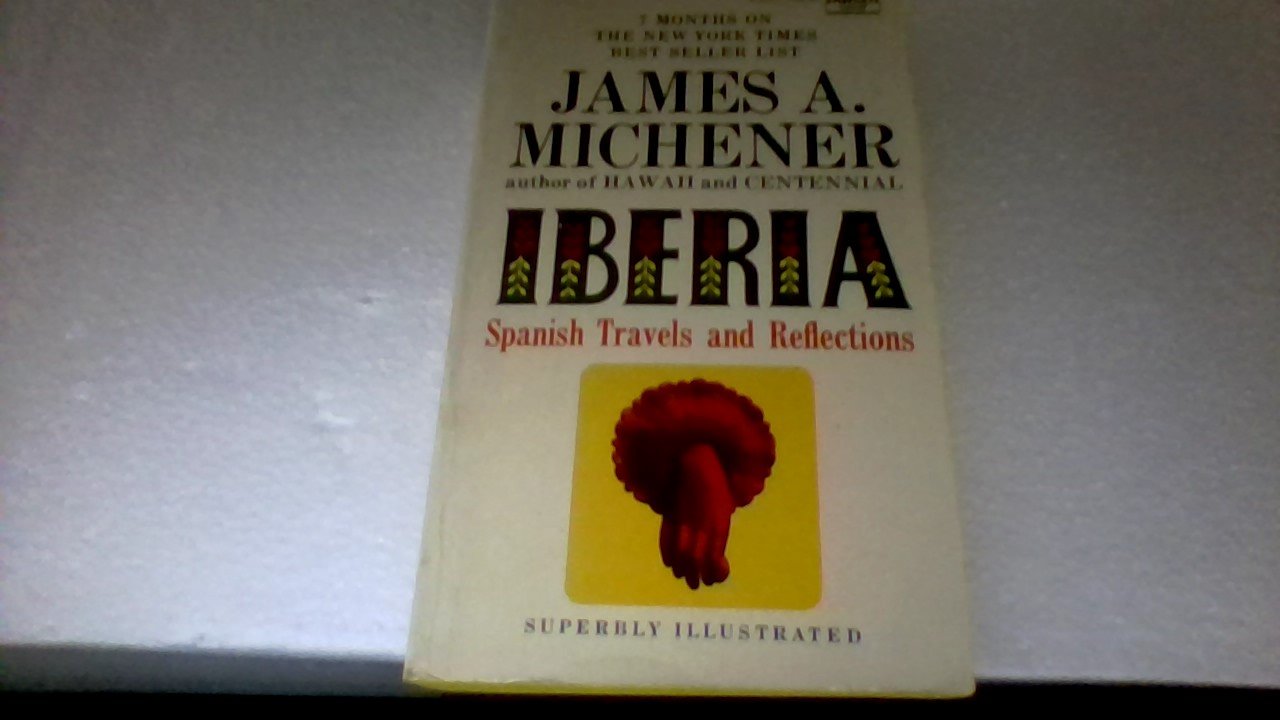 7 MONTHS ON
THE NEW YORK TIMES
BEST SELLER LIST
JAMES A.
MICHENER
author of HAWAII and CENTENNIAL
IBERIA
Spanish Travels and Reflections
SUPERBLY ILLUSTRATED